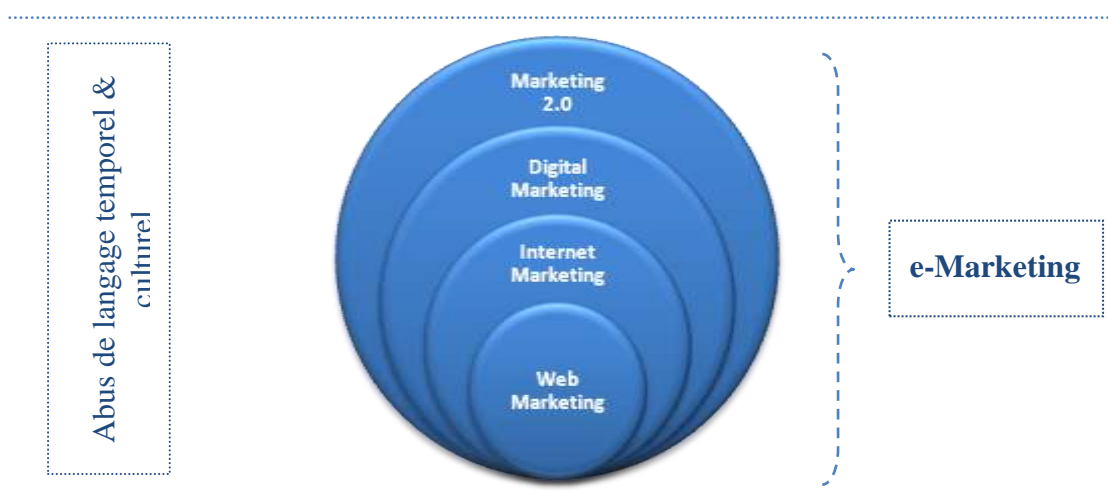 Abus de langage temporel &
culturel
Marketing
2.0
Digital
Marketing
Internet
Marketing
Web
Marketing
e-Marketing